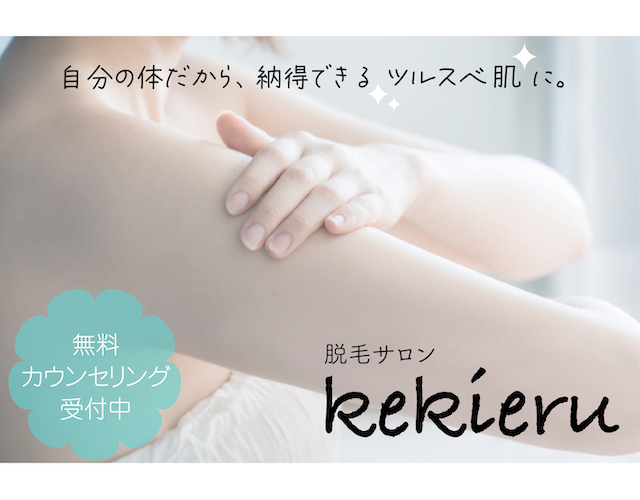 自分の体だから、納得できる ツルスベ肌 に。
無料
カウンセリング
受付中
脱毛サロン
kekieru